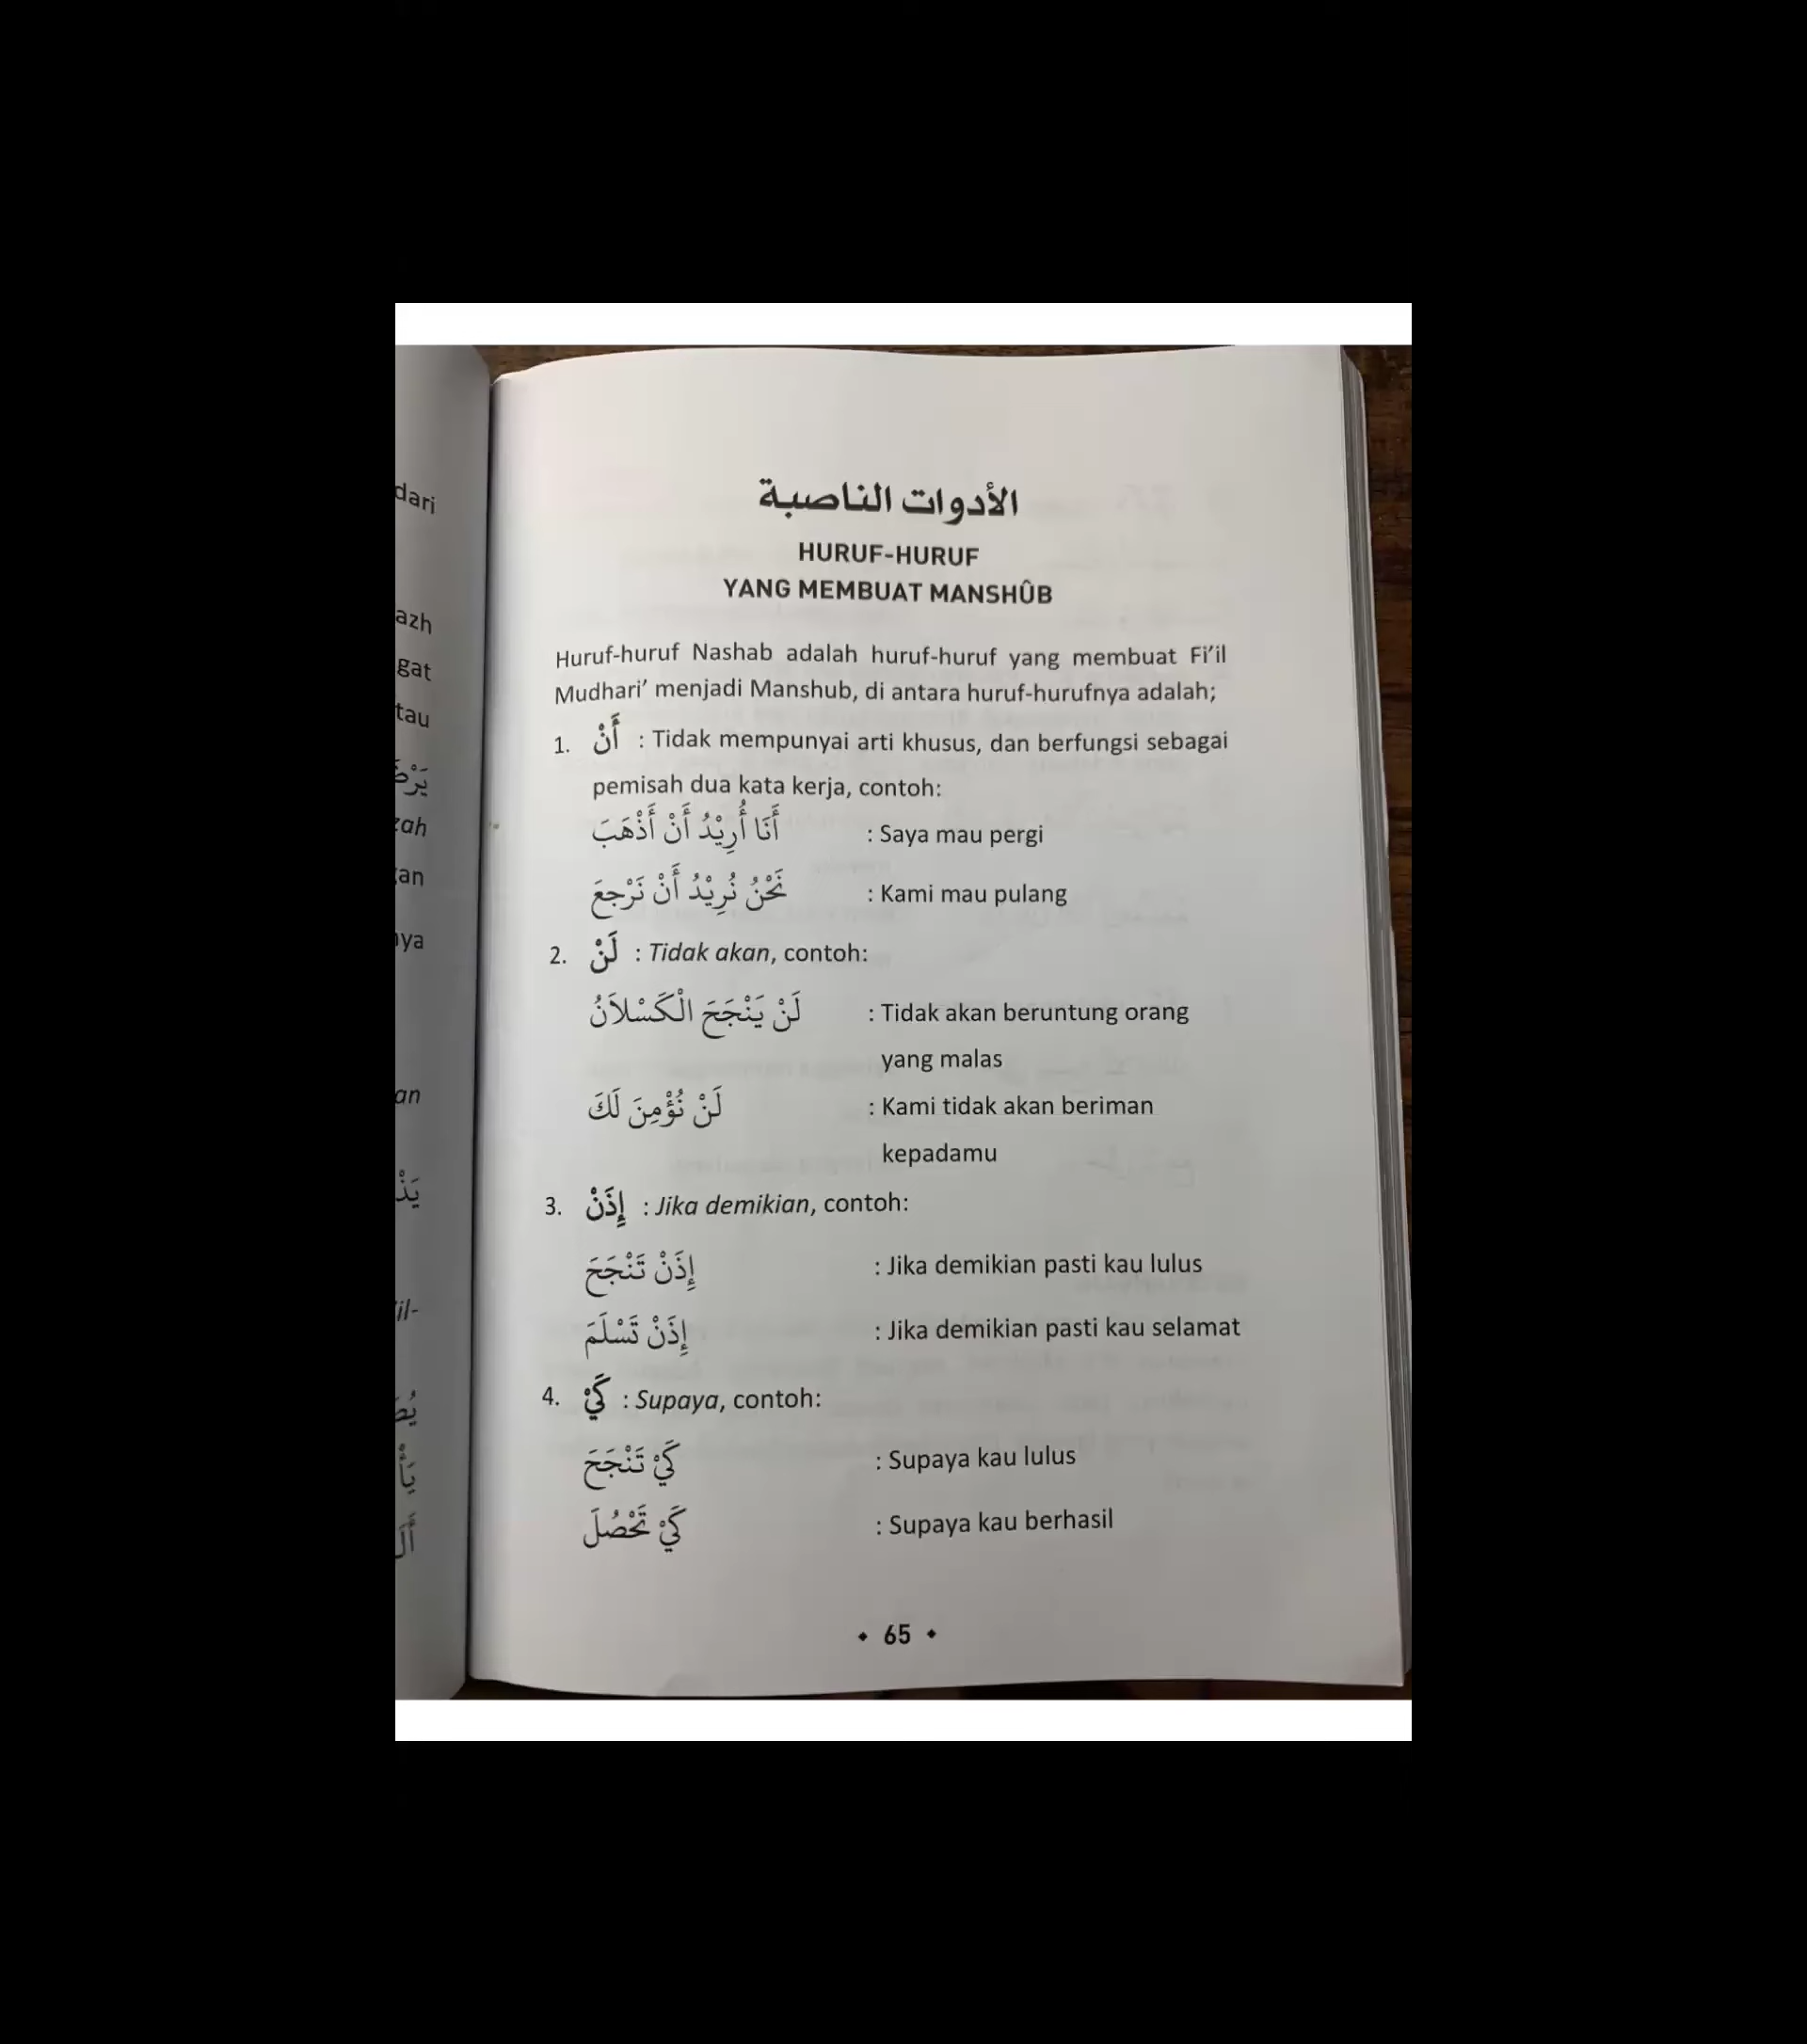 الأدوات الناصبة
HURUF-HURUF
YANG MEMBUAT MANSHÛB
Huruf-huruf Nashab adalah huruf-huruf yang membuat Fi'il
Mudhari' menjadi Manshub, di antara huruf-hurufnya adalah;
1. أَنْ : Tidak mempunyai arti khusus, dan berfungsi sebagai
pemisah dua kata kerja, contoh:
أَنَا أُرِيْدُ أَنْ أَذْهَبَ : Saya mau pergi
نَحْنُ نُرِيْدُ أَنْ نَرْجِعَ : Kami mau pulang
2. لَنْ : Tidak akan, contoh:
لَنْ يَنْجَحَ الْكَسْلَانُ : Tidak akan beruntung orang
yang malas
لَنْ نُؤْمِنَ لَكَ : Kami tidak akan beriman
kepadamu
3. إِذَنْ : Jika demikian, contoh:
إِذَنْ تَنْجَحَ : Jika demikian pasti kau lulus
إِذَنْ تَسْلَمَ : Jika demikian pasti kau selamat
4. كَيْ : Supaya, contoh:
كَيْ تَنْجَحَ : Supaya kau lulus
كَيْ تَحْصُلَ : Supaya kau berhasil
• 65 •
dari
azh
gat
tau
zah
an
nya
an
il-